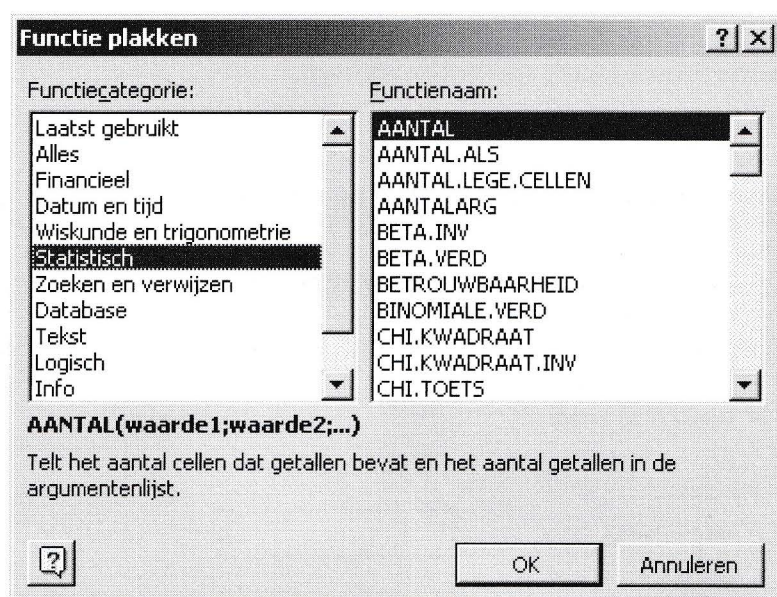 Functie plakken
? X
Functiecategorie:
Laatst gebruikt
Alles
Financieel
Datum en tijd
Wiskunde en trigonometrie
Statistisch
Zoeken en verwijzen
Database
Tekst
Logisch
Info
Functienaam:
AANTAL
AANTAL.ALS
AANTAL.LEGE.CELLEN
AANTALARG
BETA.INV
BETA.VERD
BETROUWBAARHEID
BINOMIALE.VERD
CHI.KWADRAAT
CHI.KWADRAAT.INV
CHI.TOETS
AANTAL(waarde1;waarde2;...)
Telt het aantal cellen dat getallen bevat en het aantal getallen in de
argumentenlijst.
?
OK
Annuleren